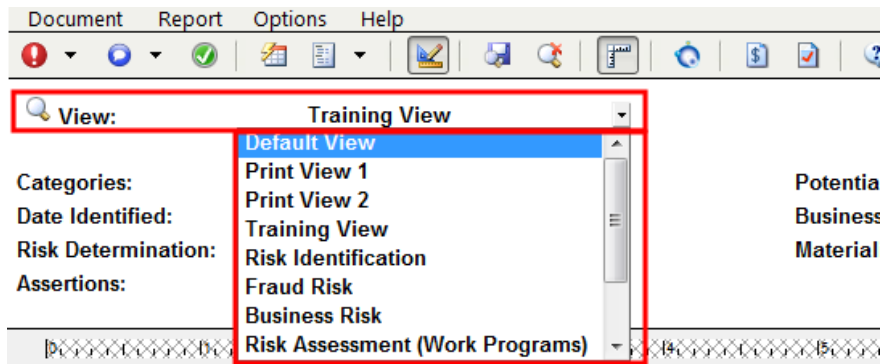 Document Report Options Help
View: Training View
Default View
Print View 1
Print View 2
Training View
Risk Identification
Fraud Risk
Business Risk
Risk Assessment (Work Programs)
Categories:
Date Identified:
Risk Determination:
Assertions:
Potentia
Business
Material